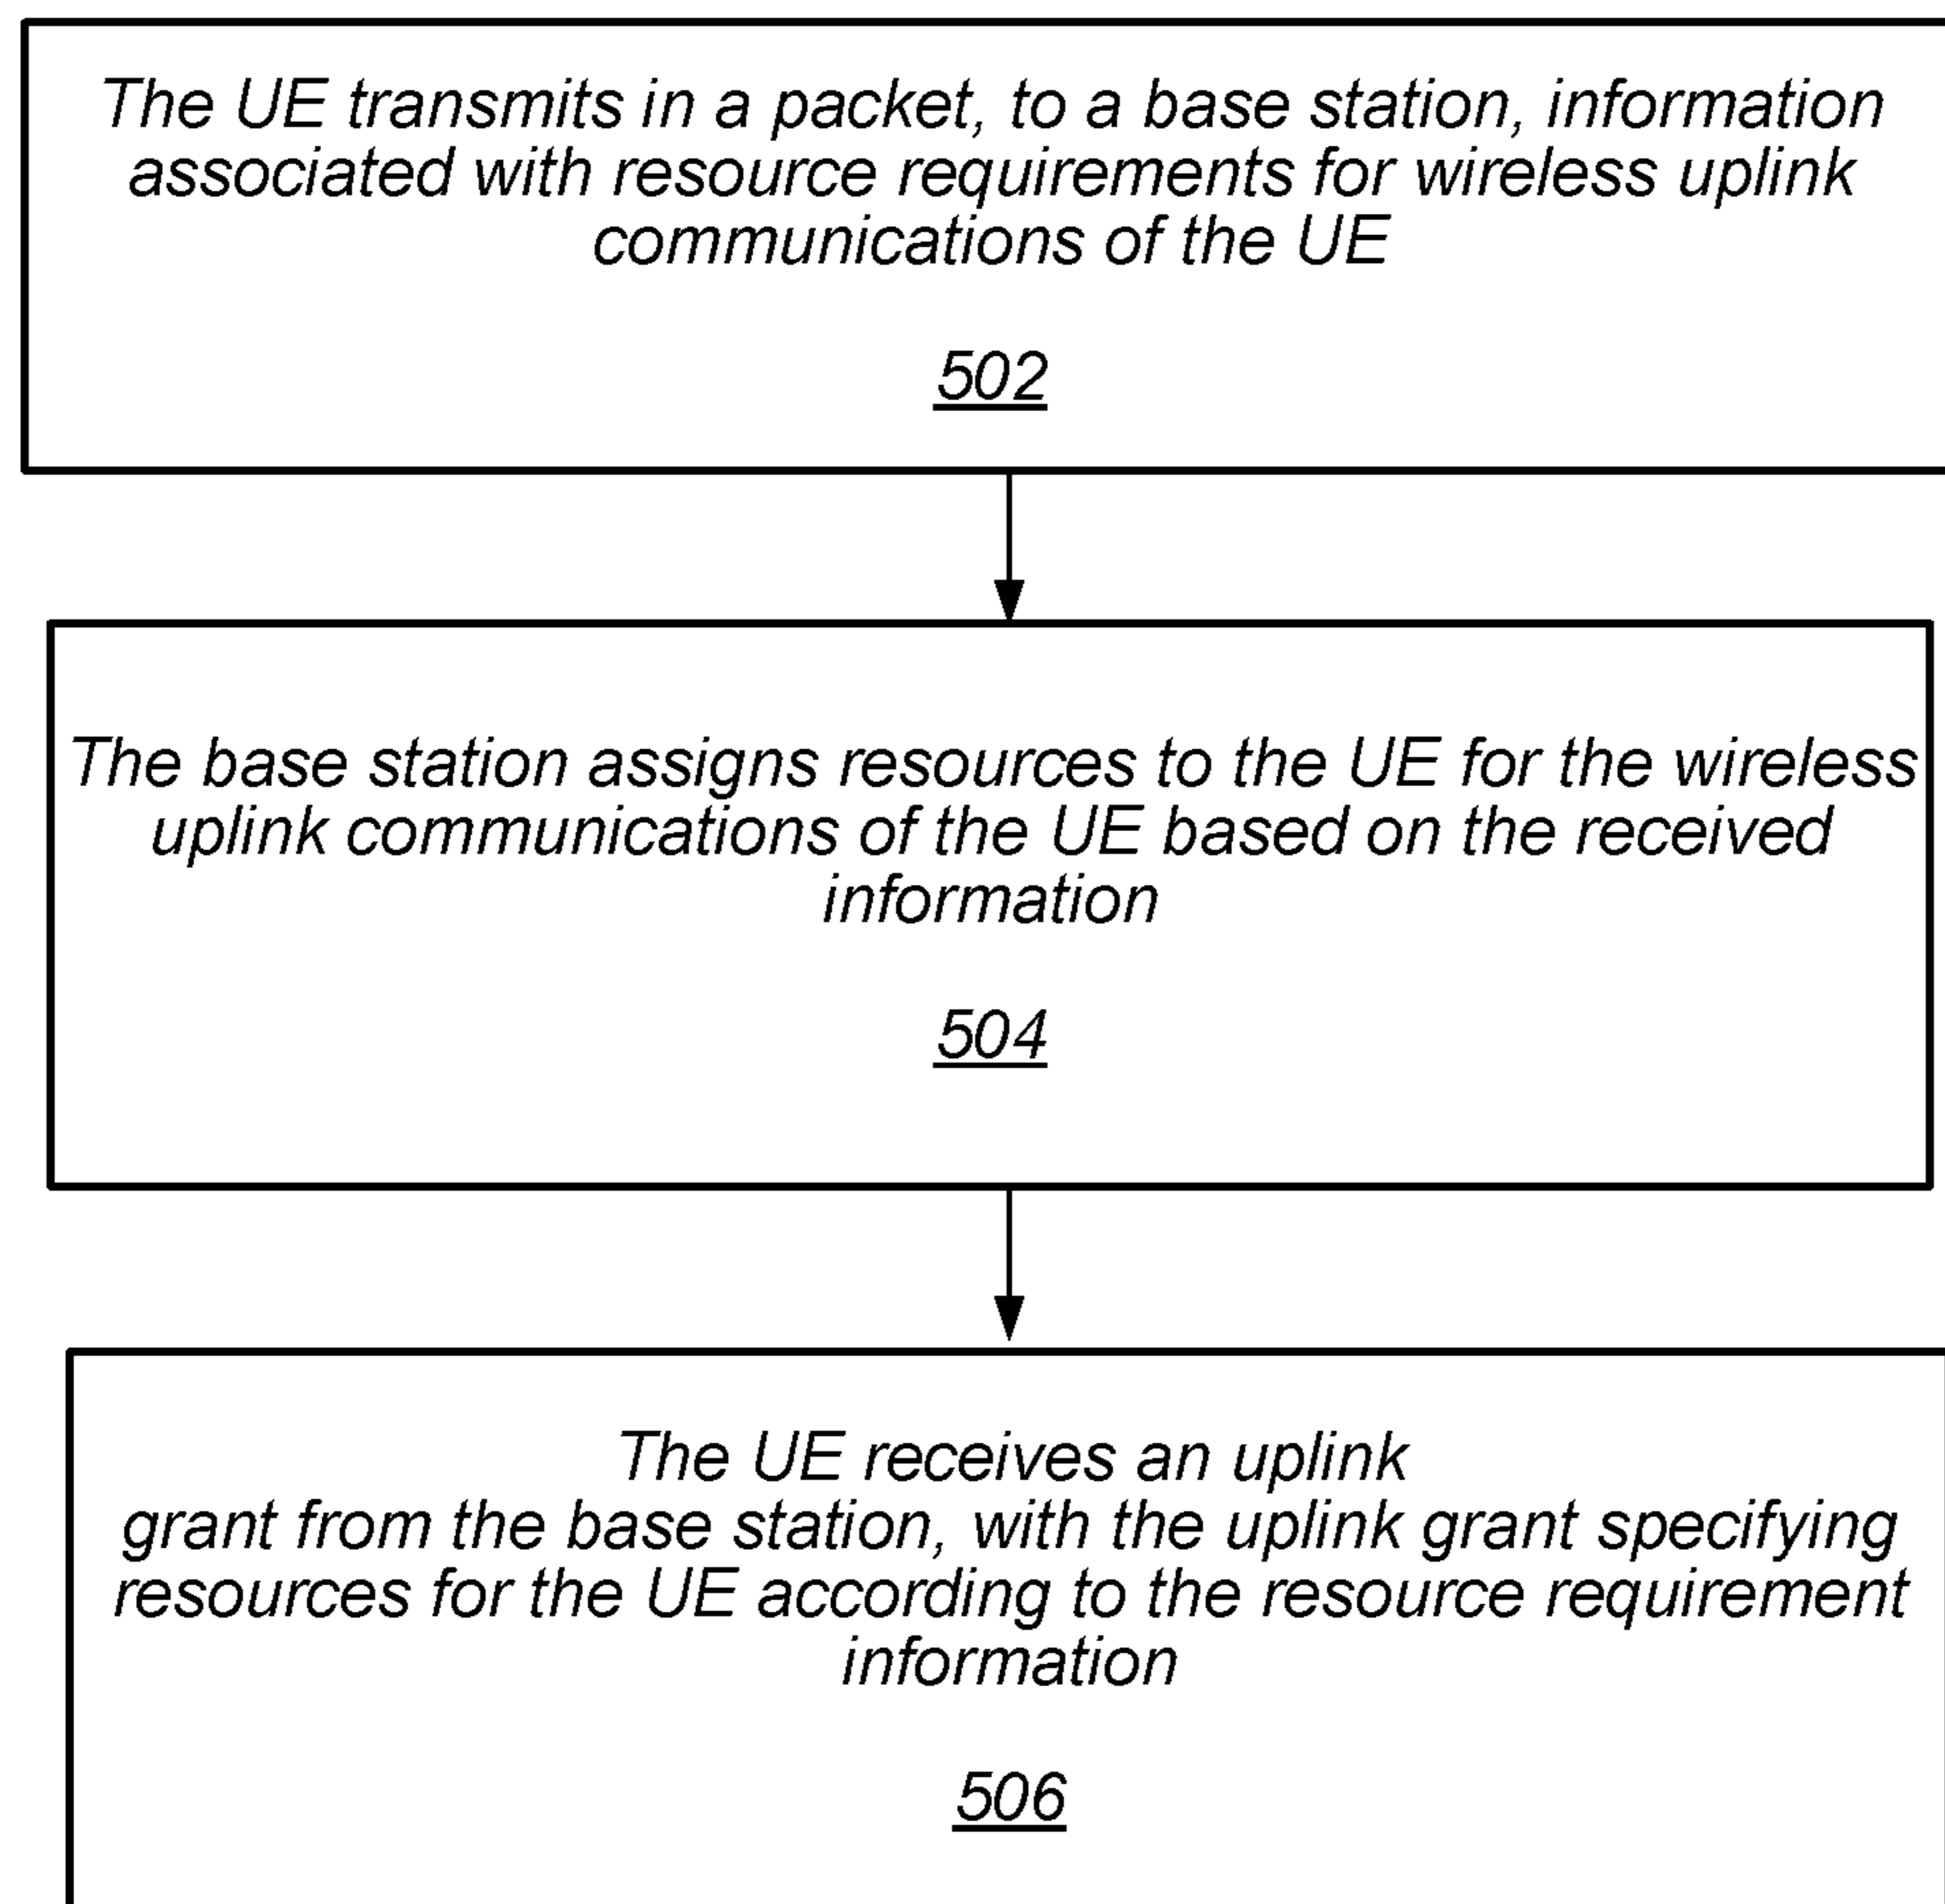 The UE transmits in a packet, to a base station, information
associated with resource requirements for wireless uplink
communications of the UE
502
The base station assigns resources to the UE for the wireless
uplink communications of the UE based on the received
information
504
The UE receives an uplink
grant from the base station, with the uplink grant specifying
resources for the UE according to the resource requirement
information
506